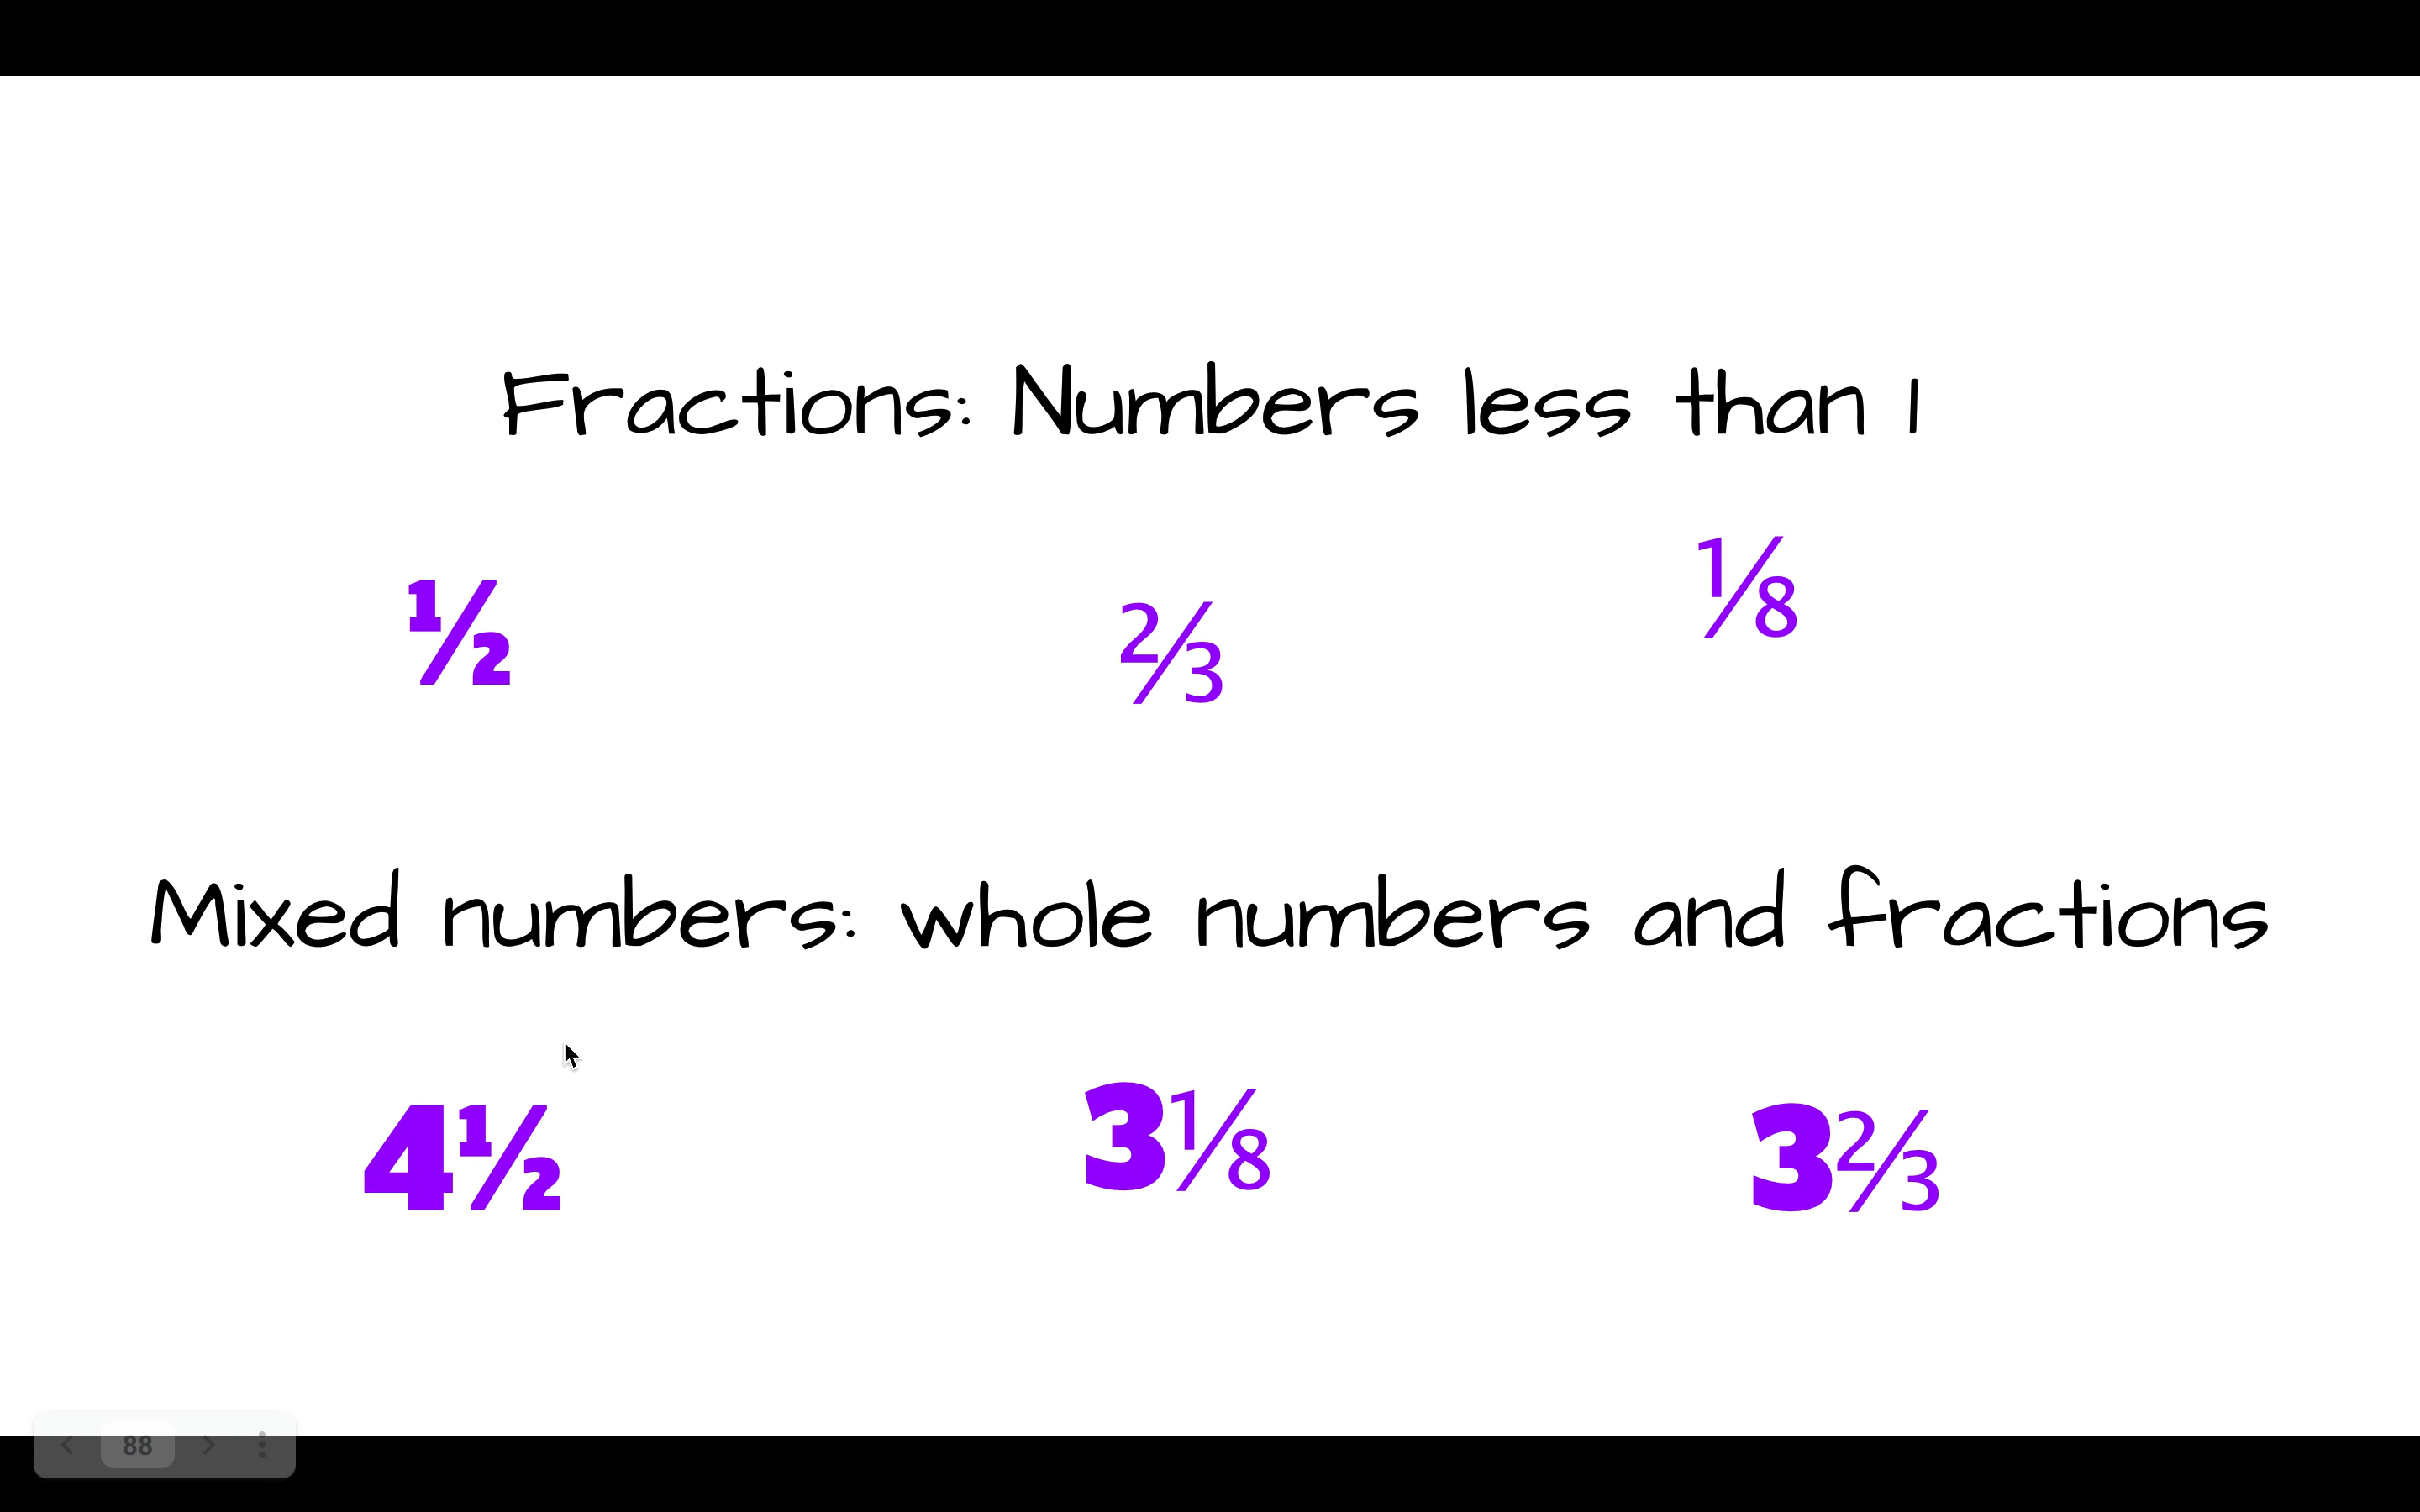 Fractions: Numbers less than 1
½ ⅔ ⅛
Mixed numbers: whole numbers and fractions
4½ 3⅛ 3⅔
88